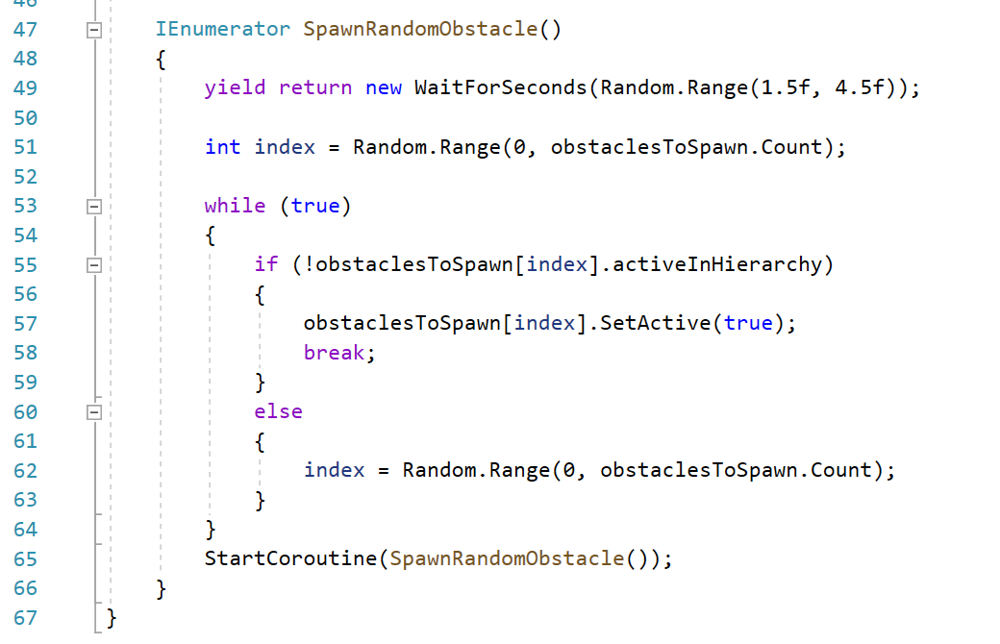 46
47 IEnumerator SpawnRandomObstacle()
48 {
49 yield return new WaitForSeconds(Random.Range(1.5f, 4.5f));
50
51 int index = Random.Range(0, obstaclesToSpawn.Count);
52
53 while (true)
54 {
55 if (!obstaclesToSpawn[index].activeInHierarchy)
56 {
57 obstaclesToSpawn[index].SetActive(true);
58 break;
59 }
60 else
61 {
62 index = Random.Range(0, obstaclesToSpawn.Count);
63 }
64 }
65 StartCoroutine(SpawnRandomObstacle());
66 }
67 }